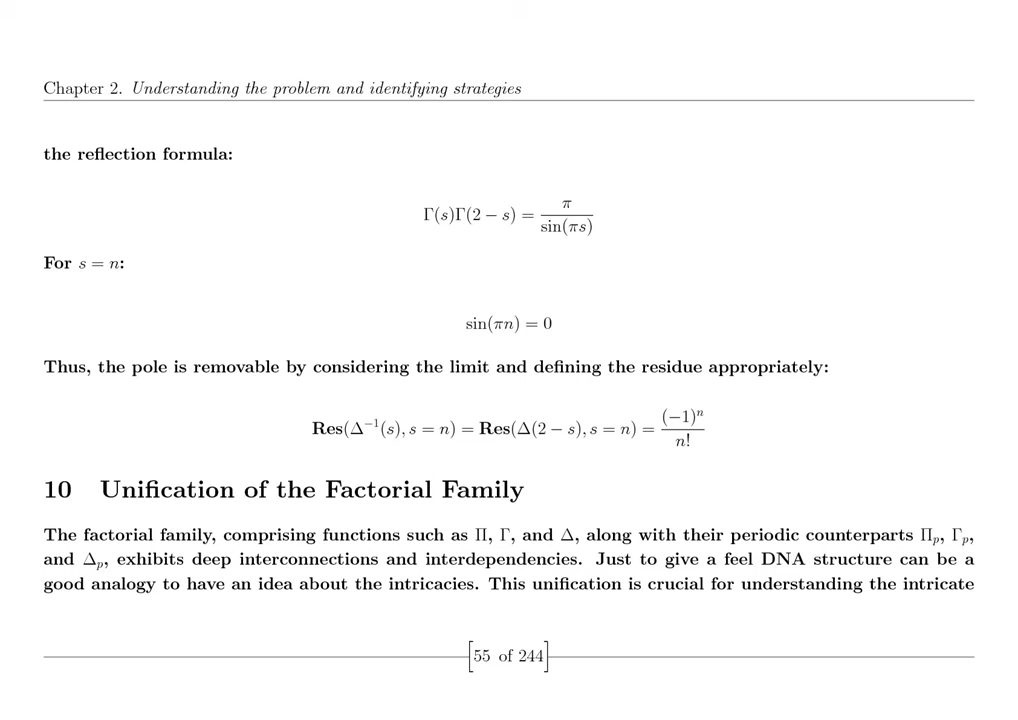 Chapter 2. Understanding the problem and identifying strategies
the reflection formula:
Γ(s)Γ(2 − s) = π / sin(πs)
For s = n:
sin(πn) = 0
Thus, the pole is removable by considering the limit and defining the residue appropriately:
Res(Δ⁻¹(s), s = n) = Res(Δ(2 − s), s = n) = (−1)ⁿ / n!
10 Unification of the Factorial Family
The factorial family, comprising functions such as Π, Γ, and Δ, along with their periodic counterparts Πₚ, Γₚ,
and Δₚ, exhibits deep interconnections and interdependencies. Just to give a feel DNA structure can be a
good analogy to have an idea about the intricacies. This unification is crucial for understanding the intricate
[55 of 244]